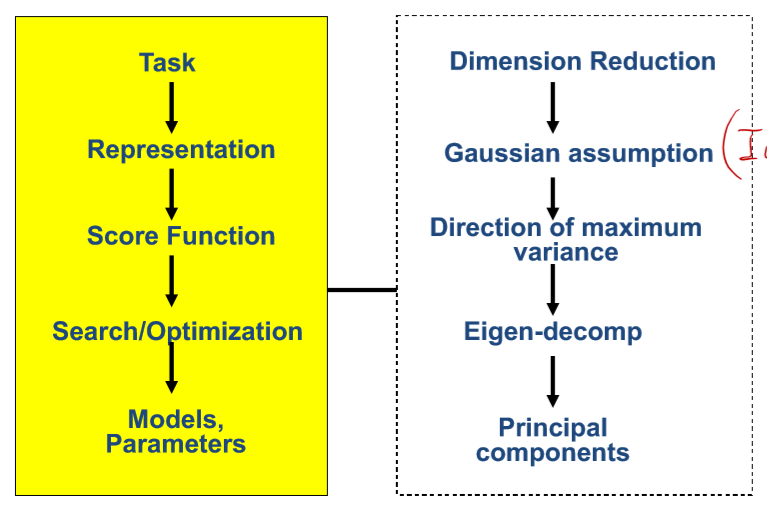 Task
Representation
Score Function
Search/Optimization
Models,
Parameters
Dimension Reduction
Gaussian assumption
Direction of maximum
variance
Eigen-decomp
Principal
components